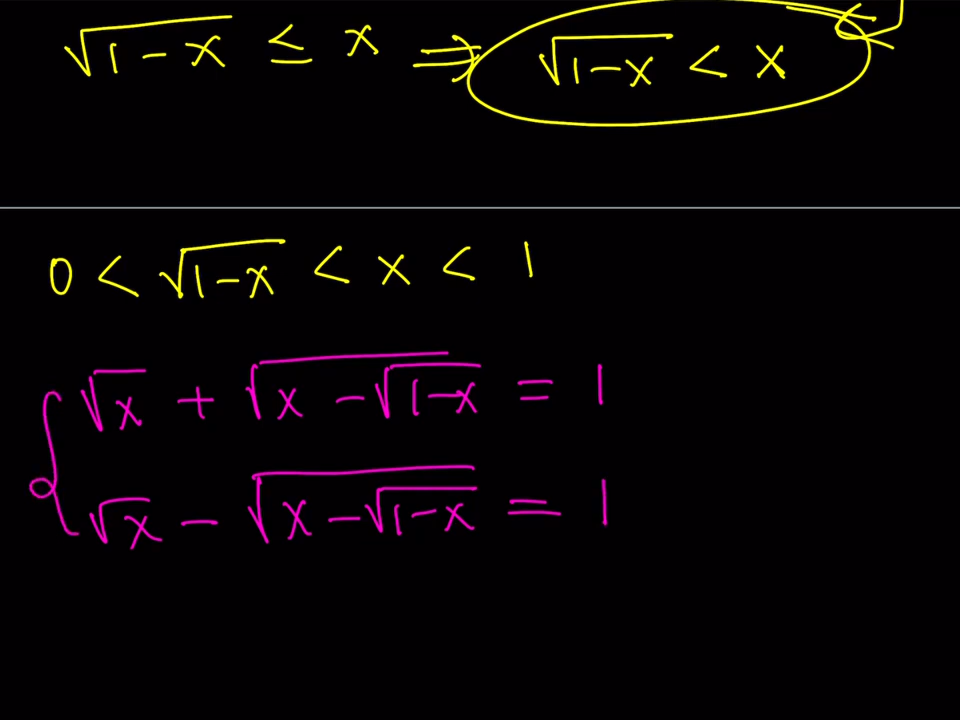 √(1-x) ≤ x ⇒ √(1-x) < x
0 < √(1-x) < x < 1
√x + √(x - √(1-x)) = 1
√x - √(x - √(1-x)) = 1